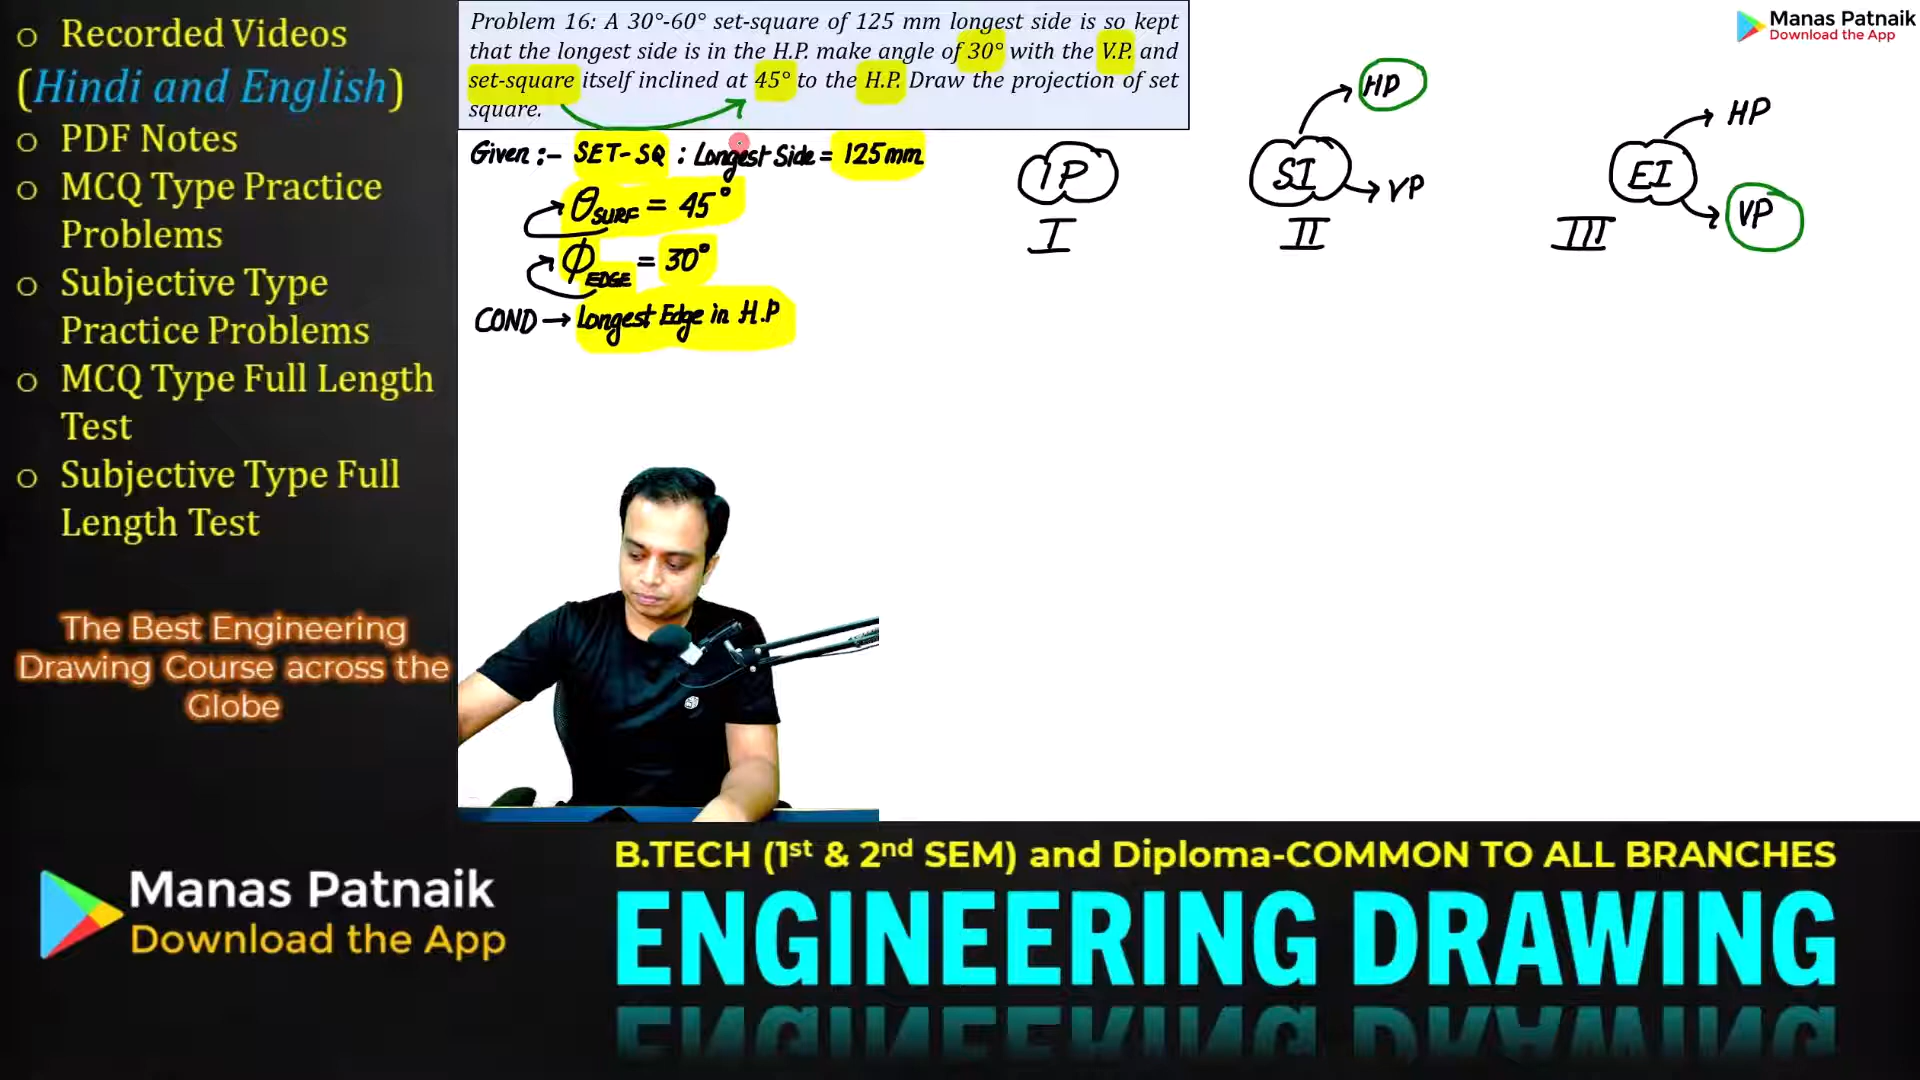 o Recorded Videos
(Hindi and English)
o PDF Notes
o MCQ Type Practice
Problems
o Subjective Type
Practice Problems
o MCQ Type Full Length
Test
o Subjective Type Full
Length Test
The Best Engineering
Drawing Course across the
Globe
Problem 16: A 30°-60° set-square of 125 mm longest side is so kept
that the longest side is in the H.P. make angle of 30° with the V.P. and
set-square itself inclined at 45° to the H.P. Draw the projection of set
square.
Given :- SET-SQ : Longest Side = 125mm
θSURF = 45°
ϕEDGE = 30°
COND → Longest Edge in H.P
IP
I
HP
SI
VP
II
HP
EI
VP
III
Manas Patnaik
Download the App
Manas Patnaik
Download the App
B.TECH (1st & 2nd SEM) and Diploma-COMMON TO ALL BRANCHES
ENGINEERING DRAWING